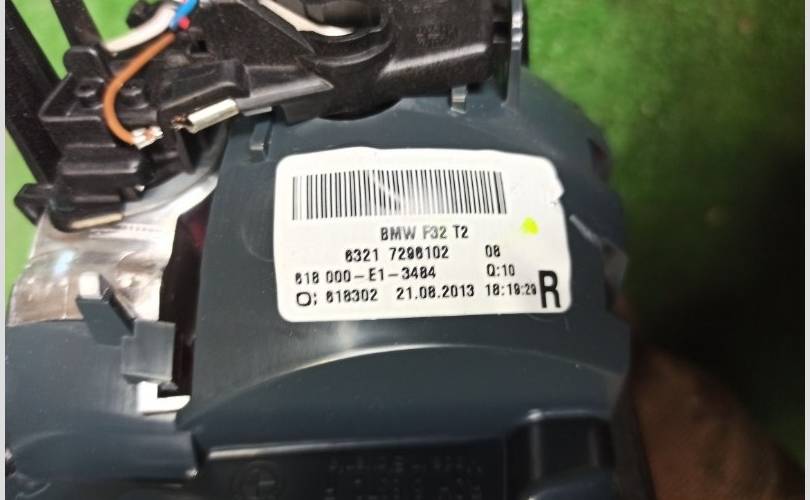 BMW F32 T2
6321 7296102 08
618 000-E1-3484 Q:10
O; 618302 21.08.2013 18:19:29 R